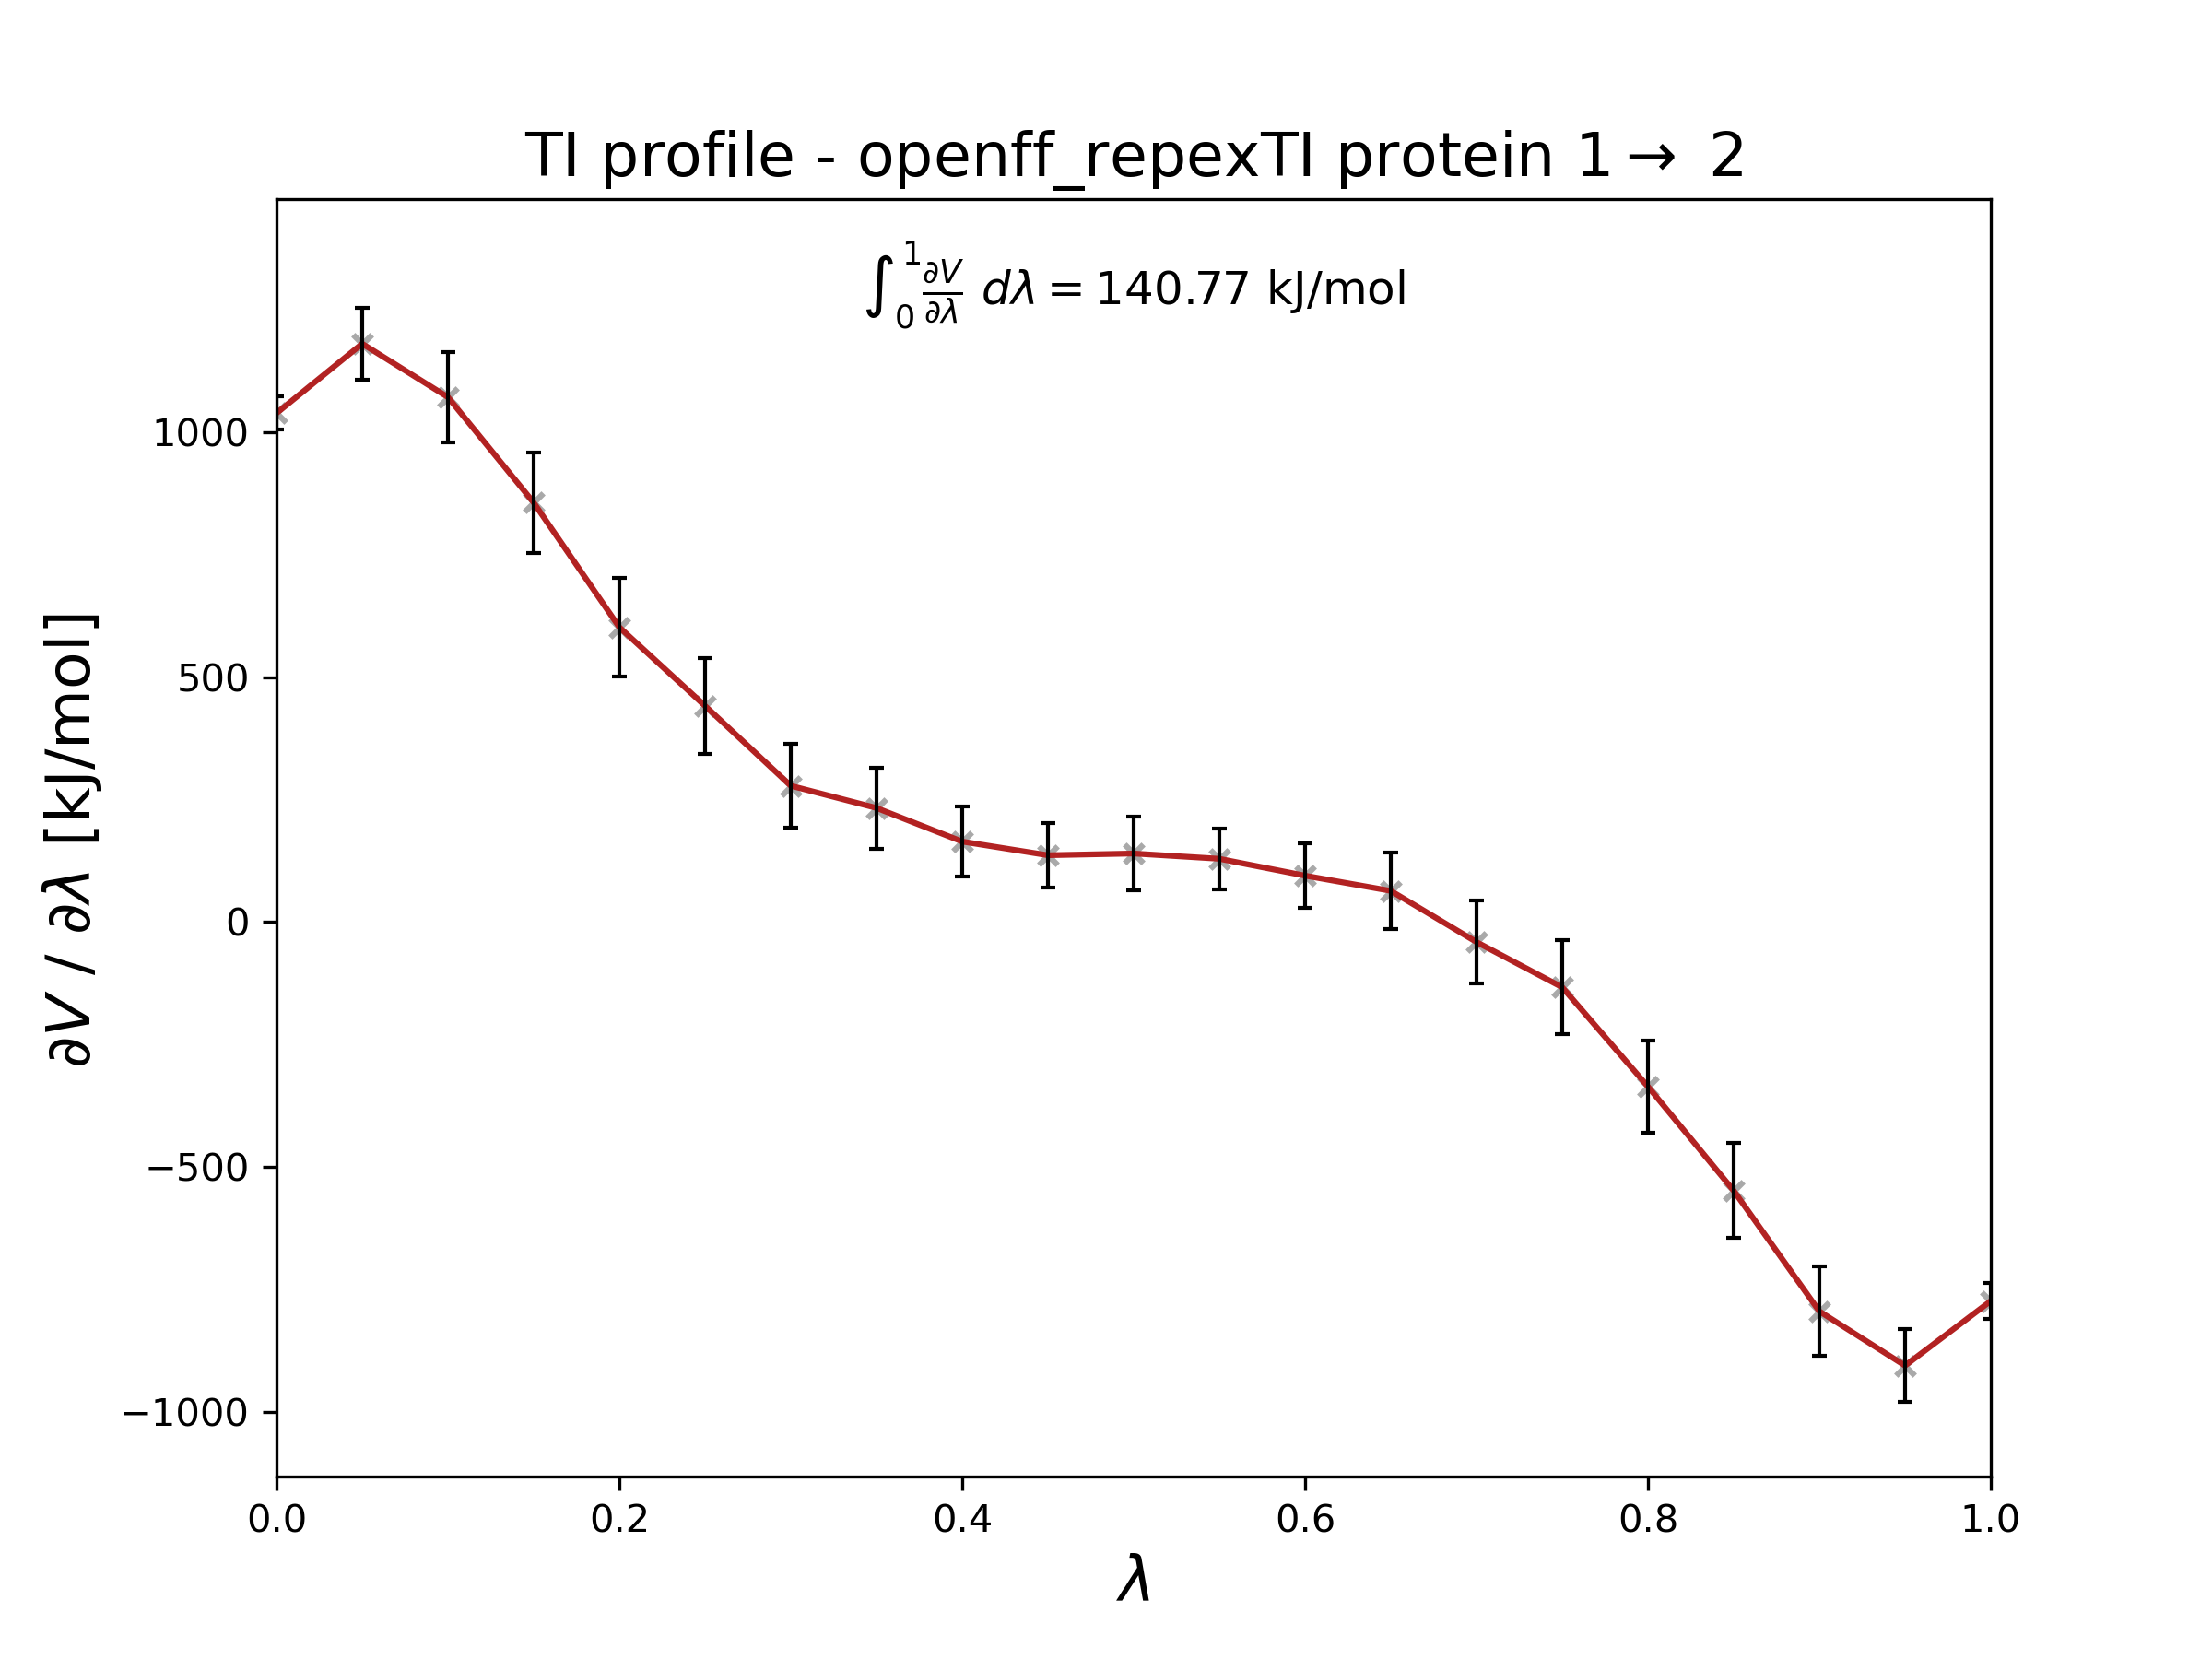 TI profile - openff_repexTI protein 1→ 2
∫₀¹ ∂V/∂λ dλ = 140.77 kJ/mol
∂V / ∂λ [kJ/mol]
1000
500
0
−500
−1000
0.0 0.2 0.4 0.6 0.8 1.0
λ